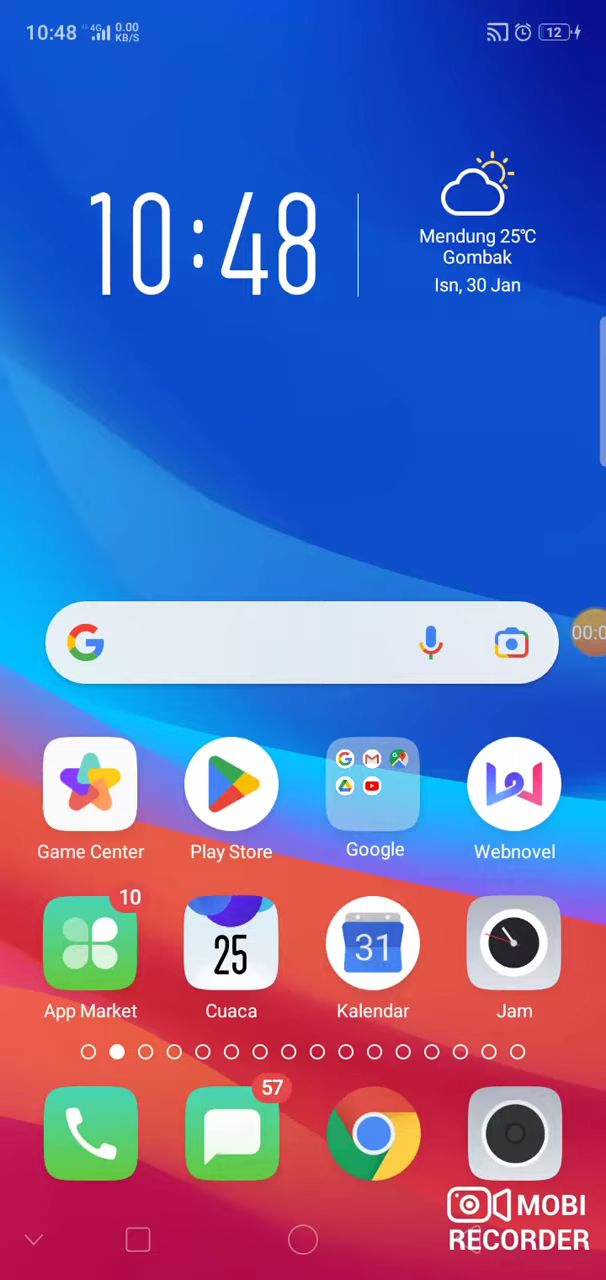 10:48 4G 0.00 KB/S 12
10:48
Mendung 25℃
Gombak
Isn, 30 Jan
G
00:0
Game Center Play Store Google Webnovel
10
25 31
App Market Cuaca Kalendar Jam
57
MOBI
RECORDER